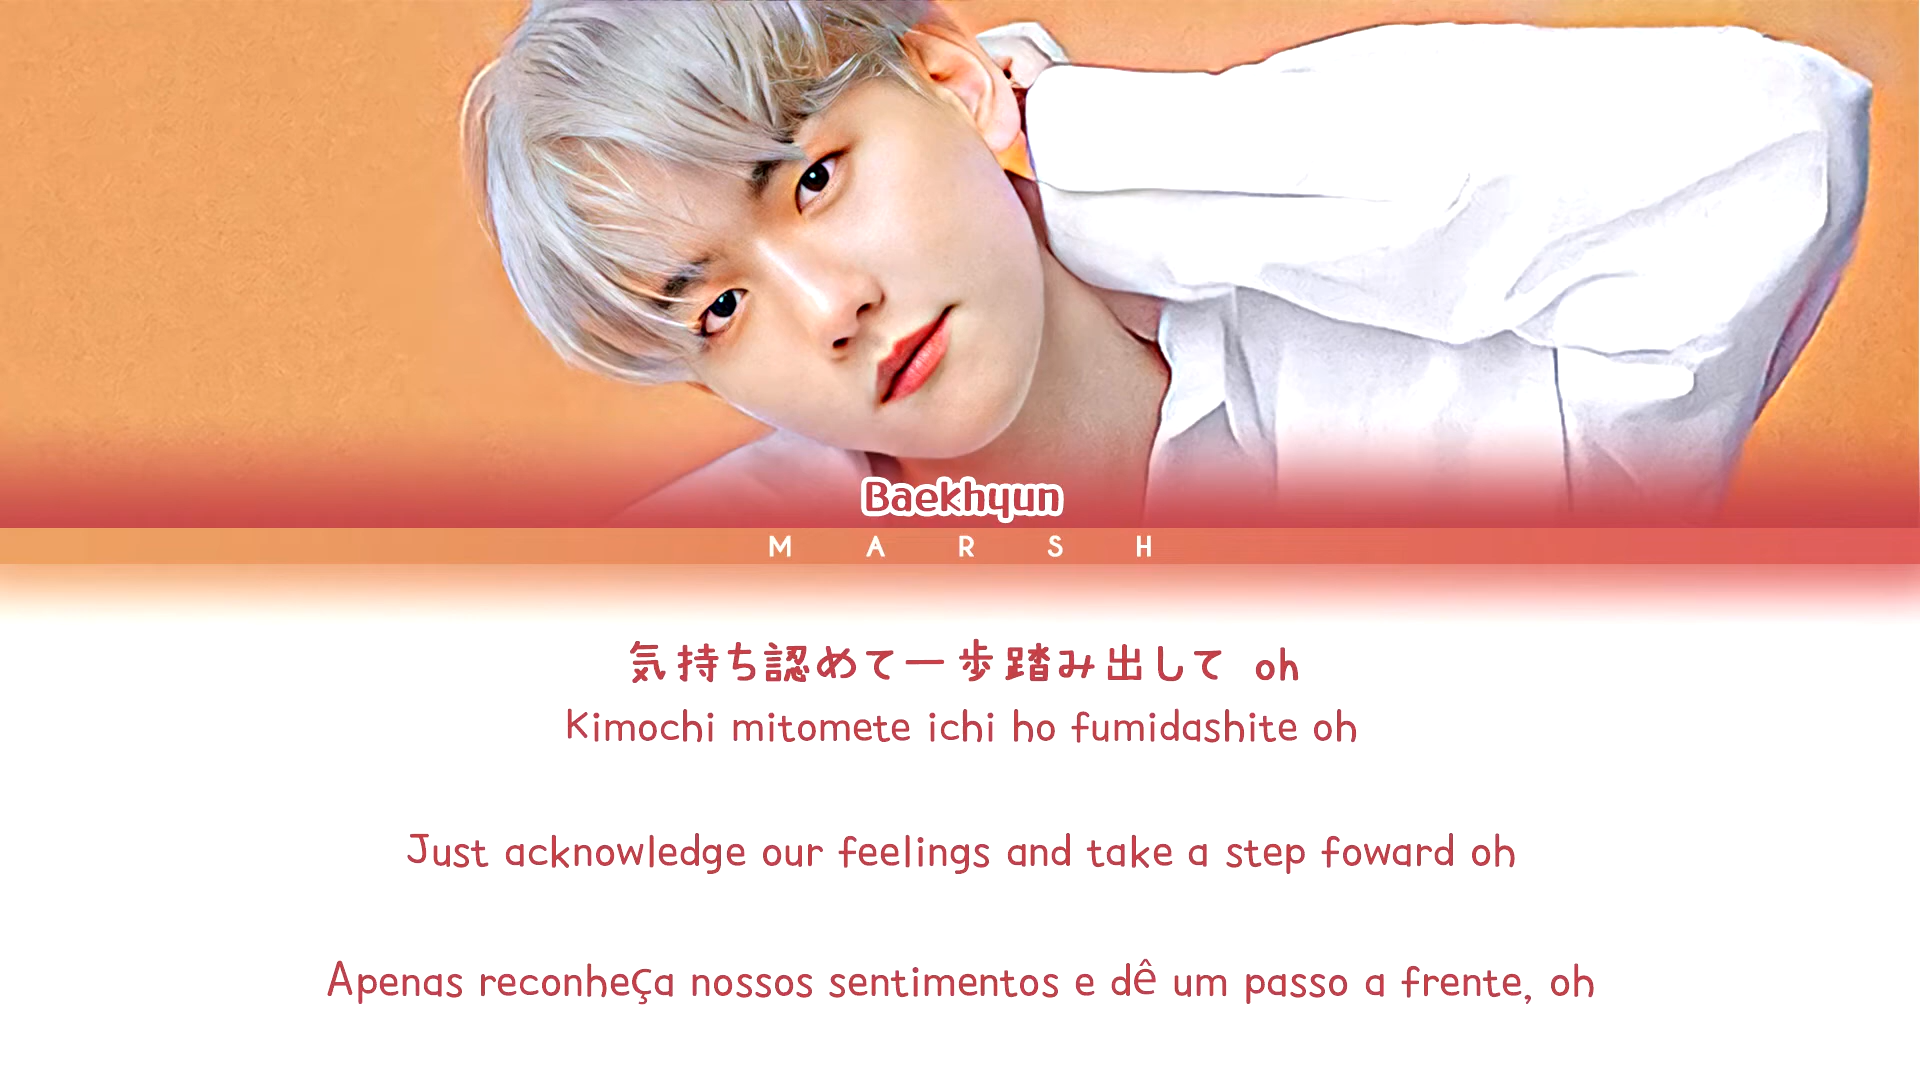 Baekhyun
MARSH
気持ち認めて一歩踏み出して oh
Kimochi mitomete ichi ho fumidashite oh
Just acknowledge our feelings and take a step foward oh
Apenas reconheça nossos sentimentos e dê um passo a frente, oh